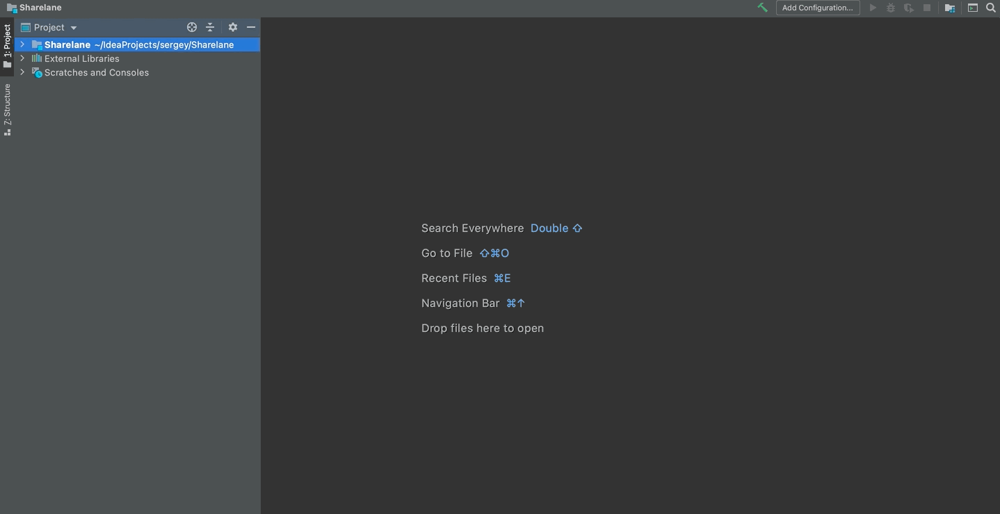 Sharelane
Add Configuration...
1: Project
Project
Sharelane ~/IdeaProjects/sergey/Sharelane
External Libraries
Scratches and Consoles
Z: Structure
Search Everywhere Double ⇧
Go to File ⇧⌘O
Recent Files ⌘E
Navigation Bar ⌘↑
Drop files here to open